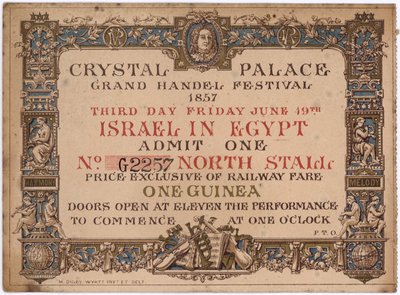 CRYSTAL PALACE
GRAND HANDEL FESTIVAL
1857
THIRD DAY FRIDAY JUNE 19TH
ISRAEL IN EGYPT
ADMIT ONE
No G2257 NORTH STALL
PRICE EXCLUSIVE OF RAILWAY FARE
ONE GUINEA
DOORS OPEN AT ELEVEN THE PERFORMANCE
TO COMMENCE AT ONE O'CLOCK
P.T.O.
MELODY
M. DIGBY WYATT INVT ET DELT.